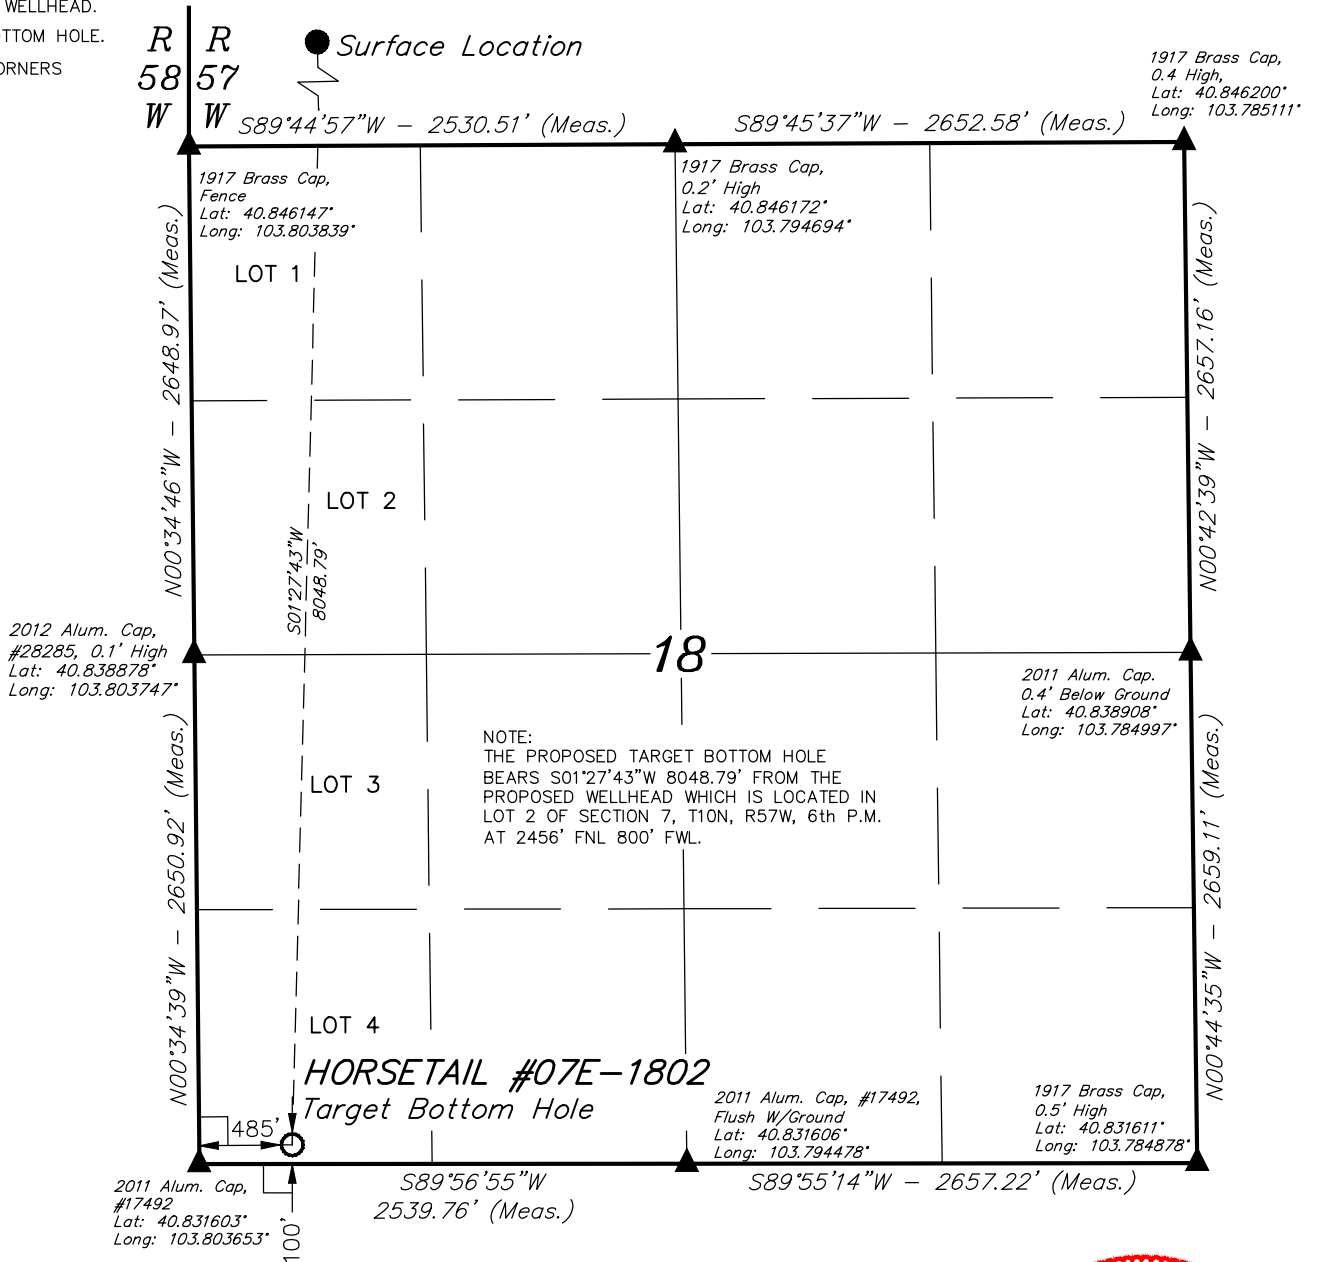 WELLHEAD.
OTTOM HOLE.
ORNERS
R R
58 57
W W
Surface Location
1917 Brass Cap,
0.4 High,
Lat: 40.846200°
Long: 103.785111°
S89°44'57"W - 2530.51' (Meas.)
S89°45'37"W - 2652.58' (Meas.)
1917 Brass Cap,
Fence
Lat: 40.846147°
Long: 103.803839°
1917 Brass Cap,
0.2' High
Lat: 40.846172°
Long: 103.794694°
LOT 1
N00°34'46"W - 2648.97' (Meas.)
N00°42'39"W - 2657.16' (Meas.)
LOT 2
S01°27'43"W
8048.79'
2012 Alum. Cap,
#28285, 0.1' High
Lat: 40.838878°
Long: 103.803747°
18
2011 Alum. Cap.
0.4' Below Ground
Lat: 40.838908°
Long: 103.784997°
NOTE:
THE PROPOSED TARGET BOTTOM HOLE
BEARS S01°27'43"W 8048.79' FROM THE
PROPOSED WELLHEAD WHICH IS LOCATED IN
LOT 2 OF SECTION 7, T10N, R57W, 6th P.M.
AT 2456' FNL 800' FWL.
LOT 3
N00°34'39"W - 2650.92' (Meas.)
N00°44'35"W - 2659.11' (Meas.)
LOT 4
HORSETAIL #07E-1802
Target Bottom Hole
485'
2011 Alum. Cap, #17492,
Flush W/Ground
Lat: 40.831606°
Long: 103.794478°
1917 Brass Cap,
0.5' High
Lat: 40.831611°
Long: 103.784878°
2011 Alum. Cap,
#17492
Lat: 40.831603°
Long: 103.803653°
100'
S89°56'55"W
2539.76' (Meas.)
S89°55'14"W - 2657.22' (Meas.)